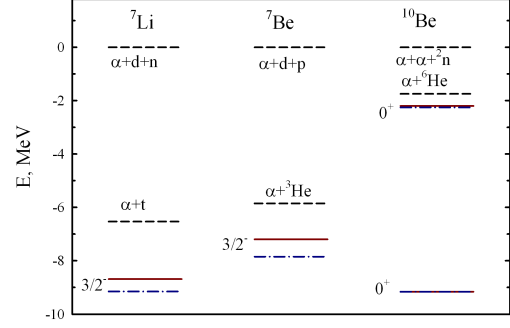 ⁷Li ⁷Be ¹⁰Be
0
α+d+n α+d+p α+α+²n
α+⁶He
-2
0⁺
-4
E, MeV
α+³He
-6
α+t
3/2⁻
-8
3/2⁻ 0⁺
-10